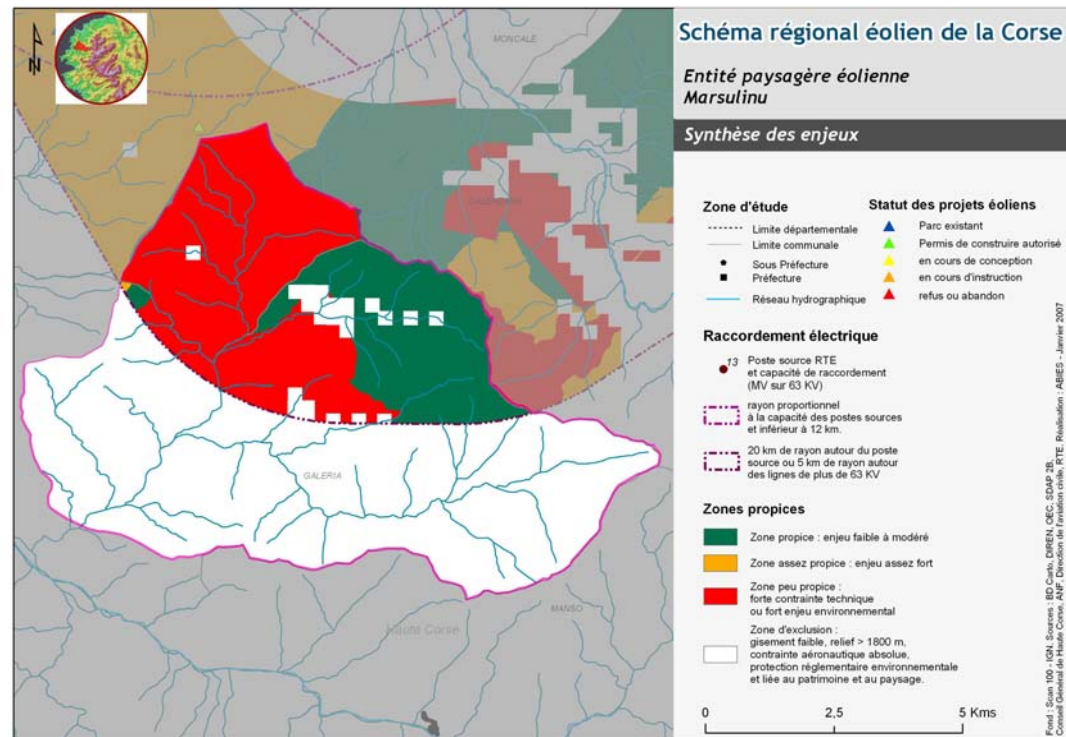 Schéma régional éolien de la Corse
Entité paysagère éolienne
Marsulinu
Synthèse des enjeux
Zone d'étude
Limite départementale
Limite communale
Sous Préfecture
Préfecture
Réseau hydrographique
Statut des projets éoliens
Parc existant
Permis de construire autorisé
en cours de conception
en cours d'instruction
refus ou abandon
Raccordement électrique
13
Poste source RTE
et capacité de raccordement
(MV sur 63 KV)
rayon proportionnel
à la capacité des postes sources
et inférieur à 12 km.
20 km de rayon autour du poste
source ou 5 km de rayon autour
des lignes de plus de 63 KV
Zones propices
Zone propice : enjeu faible à modéré
Zone assez propice : enjeu assez fort
Zone peu propice :
forte contrainte technique
ou fort enjeu environnemental
Zone d'exclusion :
gisement faible, relief > 1800 m,
contrainte aéronautique absolue,
protection réglementaire environnementale
et liée au patrimoine et au paysage.
0 2,5 5 Kms
Fond : Scan 100 - IGN. Sources : BD Carto, DIREN, OEC, SDAP 2B,
Conseil Général de Haute Corse, ANF, Direction de l'aviation civile, RTE. Réalisation : ABIES - Janvier 2007
N
MONCALE
GALERIA
MANSO
Haute Corse